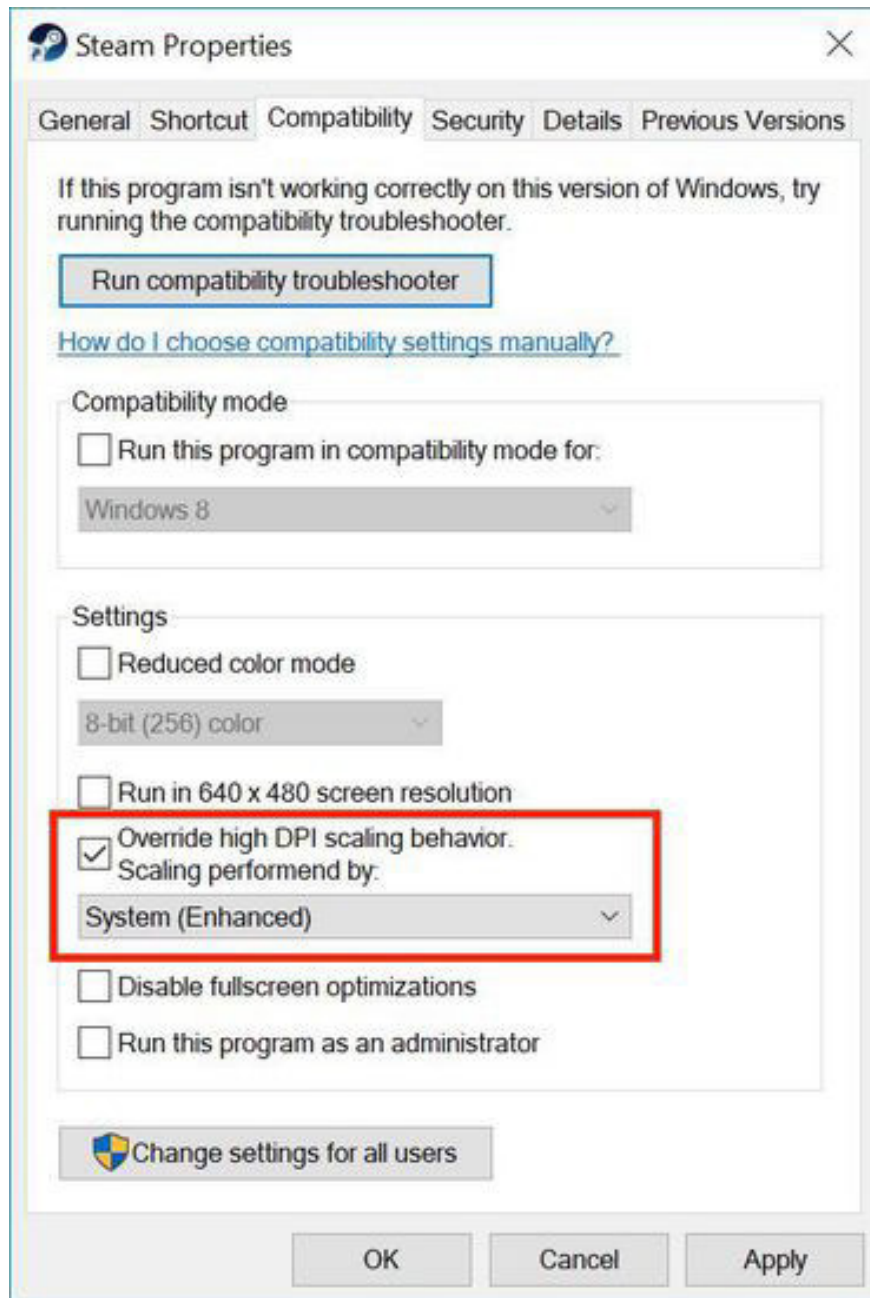 Steam Properties
General Shortcut Compatibility Security Details Previous Versions
If this program isn't working correctly on this version of Windows, try
running the compatibility troubleshooter.
Run compatibility troubleshooter
How do I choose compatibility settings manually?
Compatibility mode
Run this program in compatibility mode for:
Windows 8
Settings
Reduced color mode
8-bit (256) color
Run in 640 x 480 screen resolution
Override high DPI scaling behavior.
Scaling performend by:
System (Enhanced)
Disable fullscreen optimizations
Run this program as an administrator
Change settings for all users
OK Cancel Apply